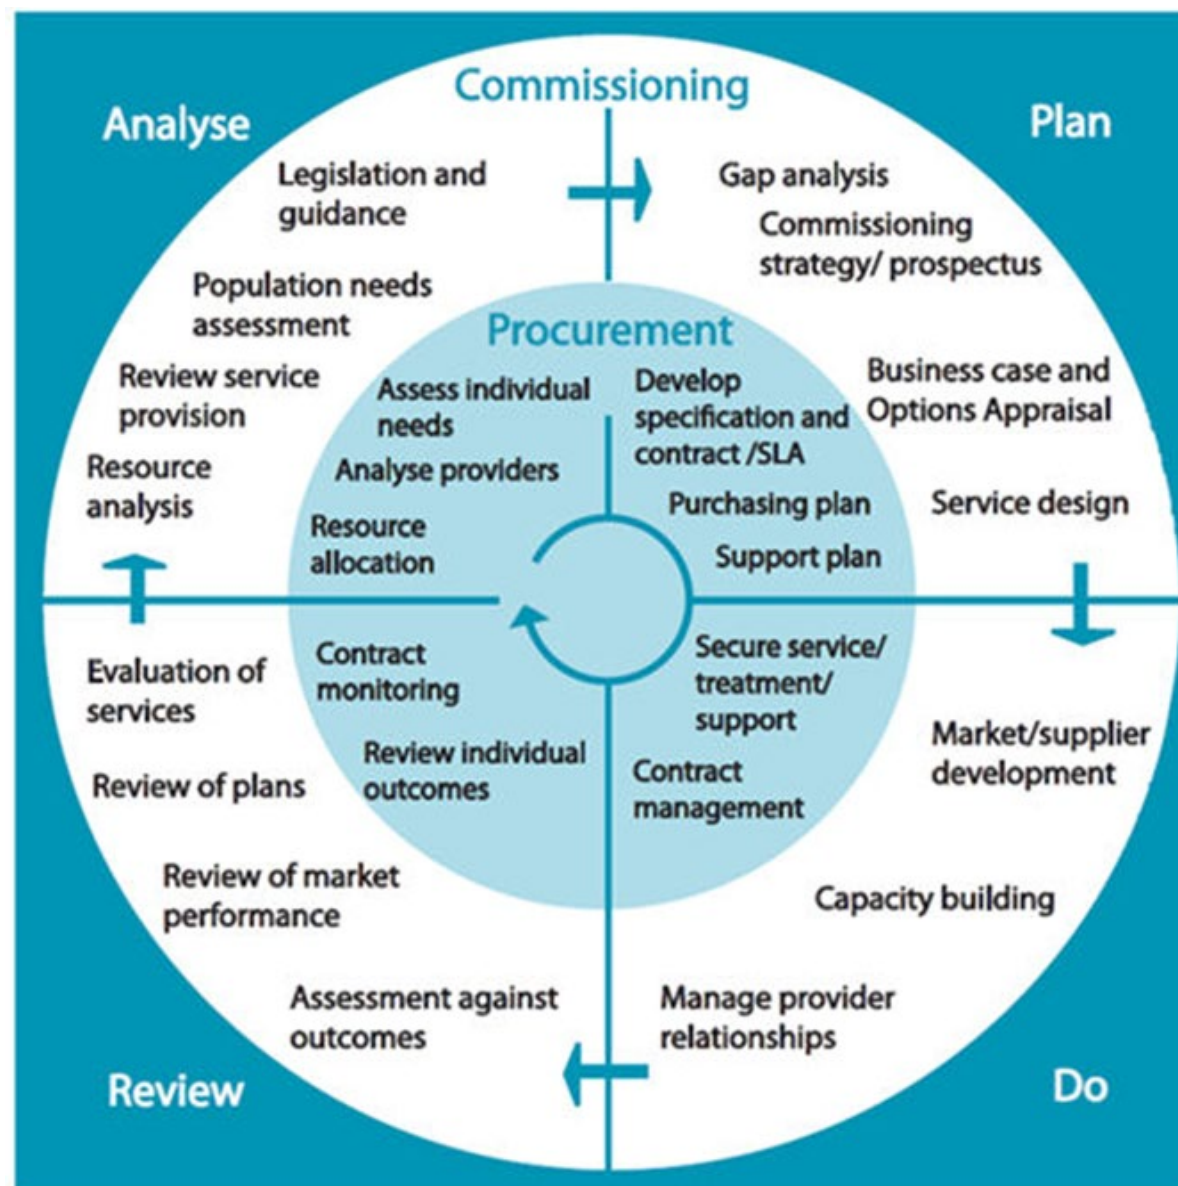 Commissioning
Analyse
Plan
Legislation and
guidance
Gap analysis
Commissioning
strategy/ prospectus
Population needs
assessment
Procurement
Review service
provision
Assess individual
needs
Develop
specification and
contract /SLA
Business case and
Options Appraisal
Resource
analysis
Analyse providers
Purchasing plan
Service design
Resource
allocation
Support plan
Evaluation of
services
Contract
monitoring
Secure service/
treatment/
support
Market/supplier
development
Review of plans
Review individual
outcomes
Contract
management
Review of market
performance
Capacity building
Assessment against
outcomes
Manage provider
relationships
Review
Do